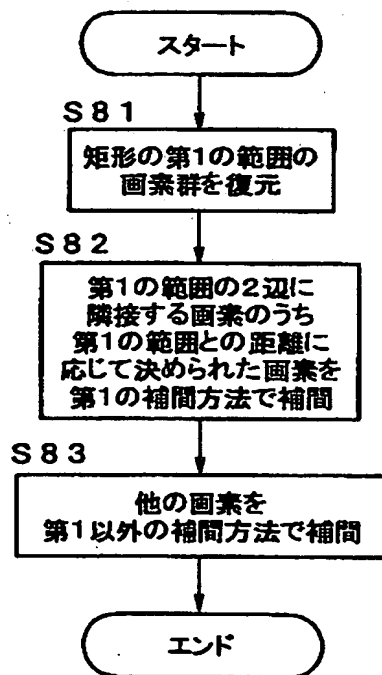 スタート
S81
矩形の第1の範囲の
画素群を復元
S82
第1の範囲の2辺に
隣接する画素のうち
第1の範囲との距離に
応じて決められた画素を
第1の補間方法で補間
S83
他の画素を
第1以外の補間方法で補間
エンド